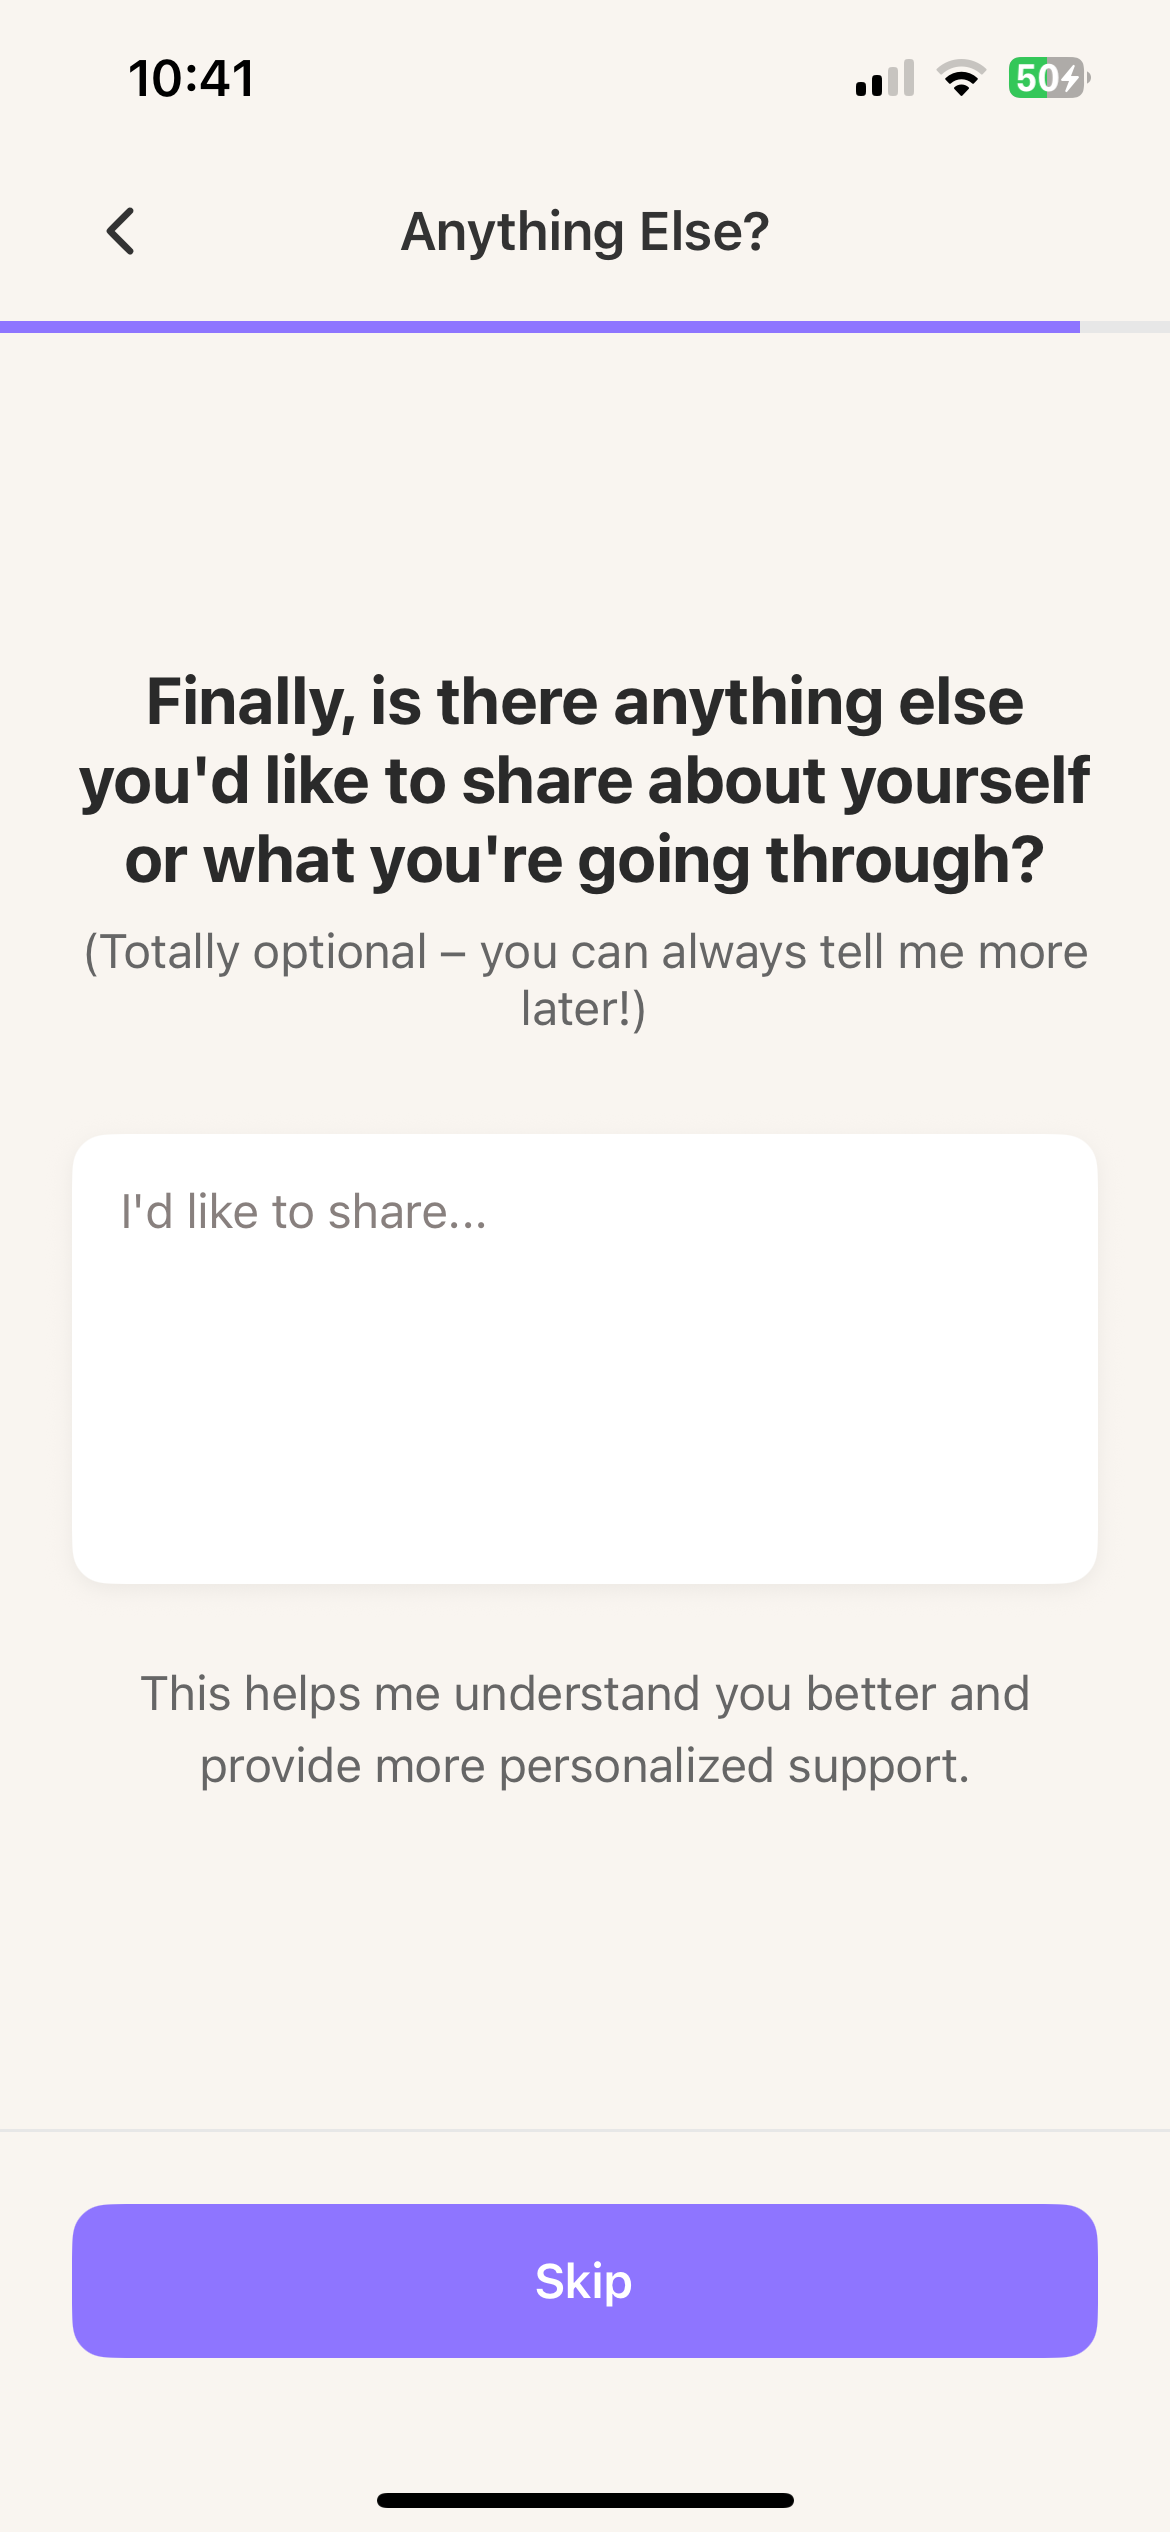 10:41
50
Anything Else?
Finally, is there anything else
you'd like to share about yourself
or what you're going through?
(Totally optional – you can always tell me more
later!)
I'd like to share...
This helps me understand you better and
provide more personalized support.
Skip